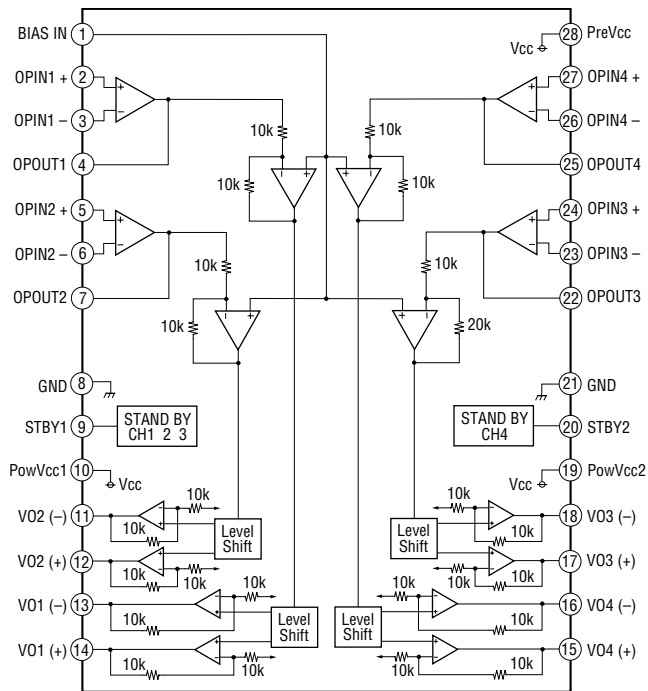 BIAS IN 1
28 PreVcc
Vcc
OPIN1 + 2
27 OPIN4 +
OPIN1 − 3
26 OPIN4 −
10k
10k
OPOUT1 4
25 OPOUT4
10k
10k
OPIN2 + 5
24 OPIN3 +
OPIN2 − 6
23 OPIN3 −
10k
10k
OPOUT2 7
22 OPOUT3
10k
20k
GND 8
21 GND
STBY1 9
STAND BY
CH1 2 3
STAND BY
CH4
20 STBY2
PowVcc1 10
Vcc
Vcc
19 PowVcc2
10k
10k
VO2 (−) 11
18 VO3 (−)
10k
Level
Shift
Level
Shift
10k
VO2 (+) 12
17 VO3 (+)
10k
10k
10k
10k
10k
10k
VO1 (−) 13
16 VO4 (−)
10k
Level
Shift
Level
Shift
10k
VO1 (+) 14
15 VO4 (+)
10k
10k
10k
10k